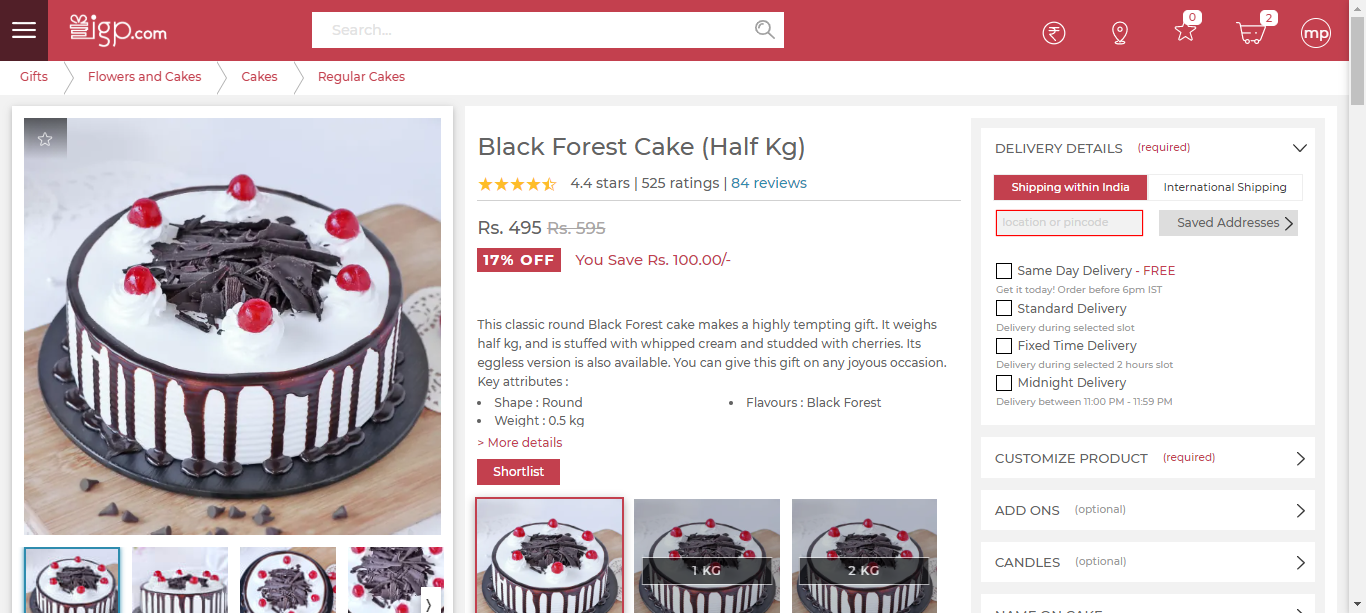 igp.com
Search...
0
2
mp
Gifts
Flowers and Cakes
Cakes
Regular Cakes
Black Forest Cake (Half Kg)
4.4 stars | 525 ratings | 84 reviews
Rs. 495 Rs. 595
17% OFF
You Save Rs. 100.00/-
This classic round Black Forest cake makes a highly tempting gift. It weighs
half kg, and is stuffed with whipped cream and studded with cherries. Its
eggless version is also available. You can give this gift on any joyous occasion.
Key attributes :
Shape : Round
Flavours : Black Forest
Weight : 0.5 kg
> More details
Shortlist
1 KG
2 KG
DELIVERY DETAILS (required)
Shipping within India
International Shipping
location or pincode
Saved Addresses
Same Day Delivery - FREE
Get it today! Order before 6pm IST
Standard Delivery
Delivery during selected slot
Fixed Time Delivery
Delivery during selected 2 hours slot
Midnight Delivery
Delivery between 11:00 PM - 11:59 PM
CUSTOMIZE PRODUCT (required)
ADD ONS (optional)
CANDLES (optional)
NAME ON CAKE